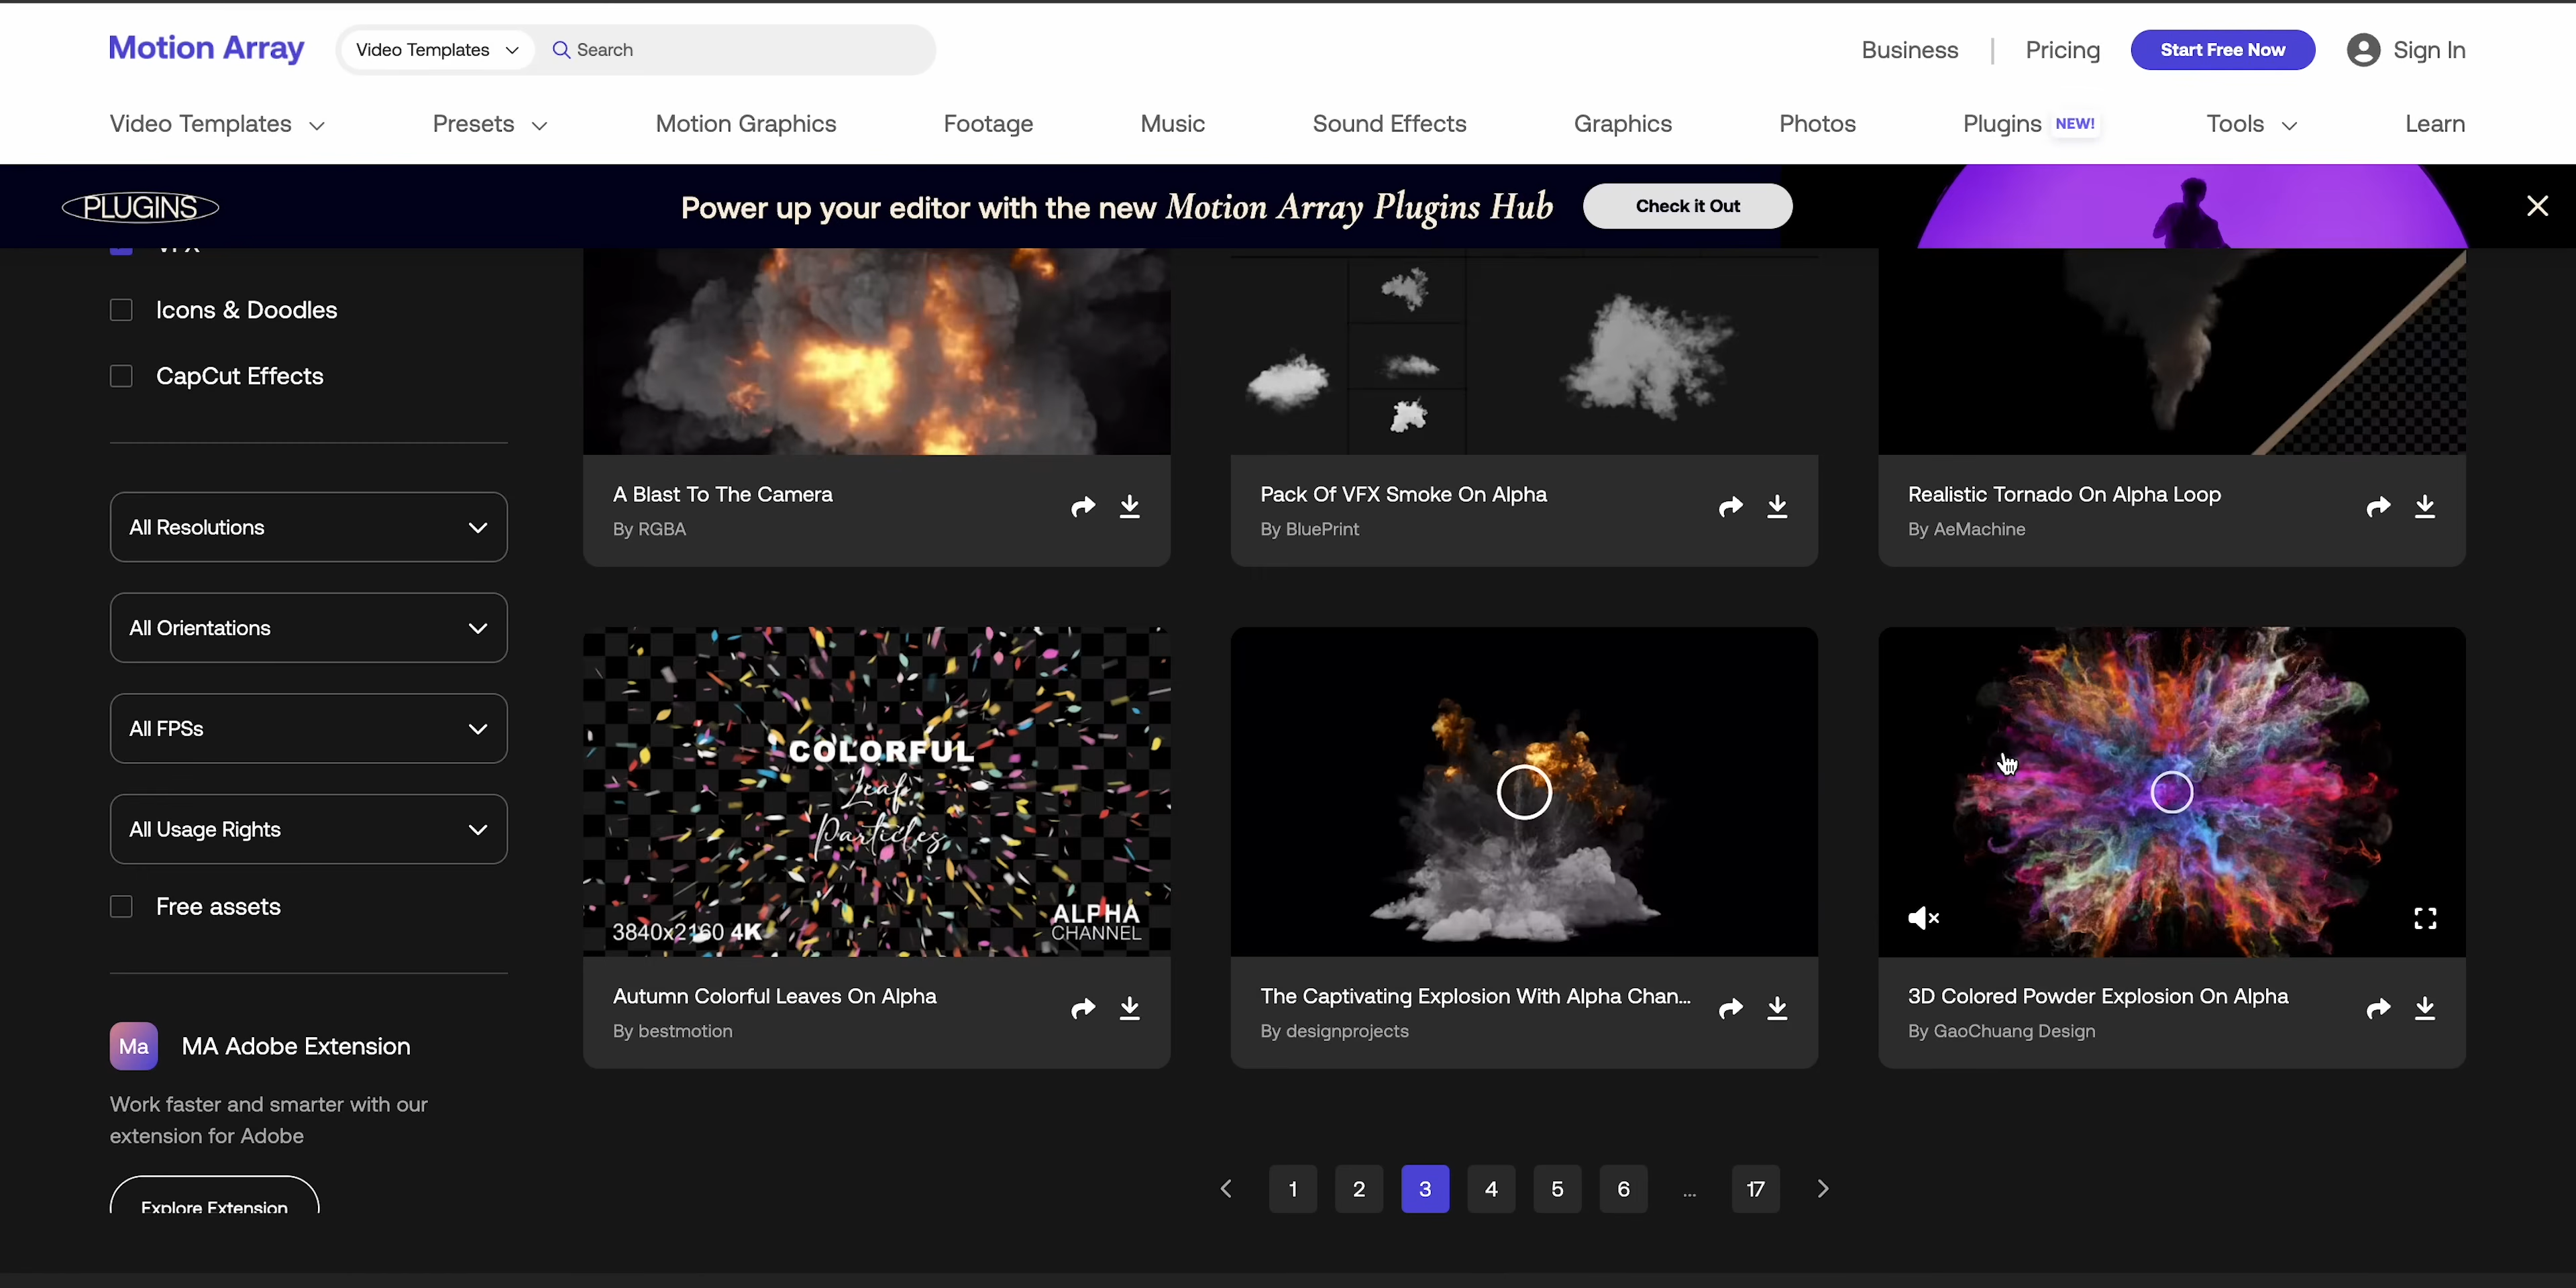 Motion Array
Video Templates
Search
Business | Pricing
Start Free Now
Sign In
Video Templates
Presets
Motion Graphics
Footage
Music
Sound Effects
Graphics
Photos
Plugins NEW!
Tools
Learn
PLUGINS
Power up your editor with the new Motion Array Plugins Hub
Check it Out
VFX
Icons & Doodles
CapCut Effects
All Resolutions
All Orientations
All FPSs
All Usage Rights
Free assets
Ma
MA Adobe Extension
Work faster and smarter with our
extension for Adobe
Explore Extension
A Blast To The Camera
By RGBA
Pack Of VFX Smoke On Alpha
By BluePrint
Realistic Tornado On Alpha Loop
By AeMachine
COLORFUL
Leaf
Particles
3840x2160 4K
ALPHA
CHANNEL
Autumn Colorful Leaves On Alpha
By bestmotion
The Captivating Explosion With Alpha Chan...
By designprojects
3D Colored Powder Explosion On Alpha
By GaoChuang Design
1 2 3 4 5 6 ... 17